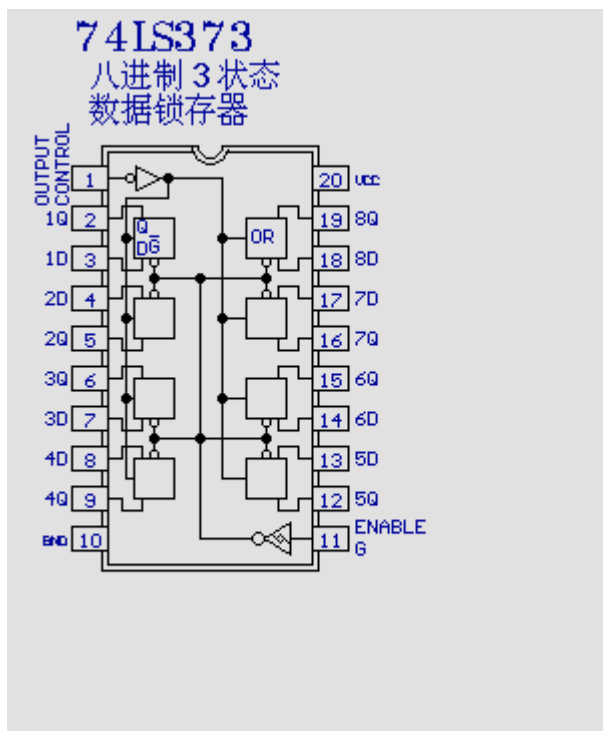 74LS373
八进制 3 状态
数据锁存器
OUTPUT
CONTROL
1 20 VCC
1Q 2 Q OR 19 8Q
1D 3 DG 18 8D
2D 4 17 7D
2Q 5 16 7Q
3Q 6 15 6Q
3D 7 14 6D
4D 8 13 5D
4Q 9 12 5Q
GND 10 11 ENABLE
G